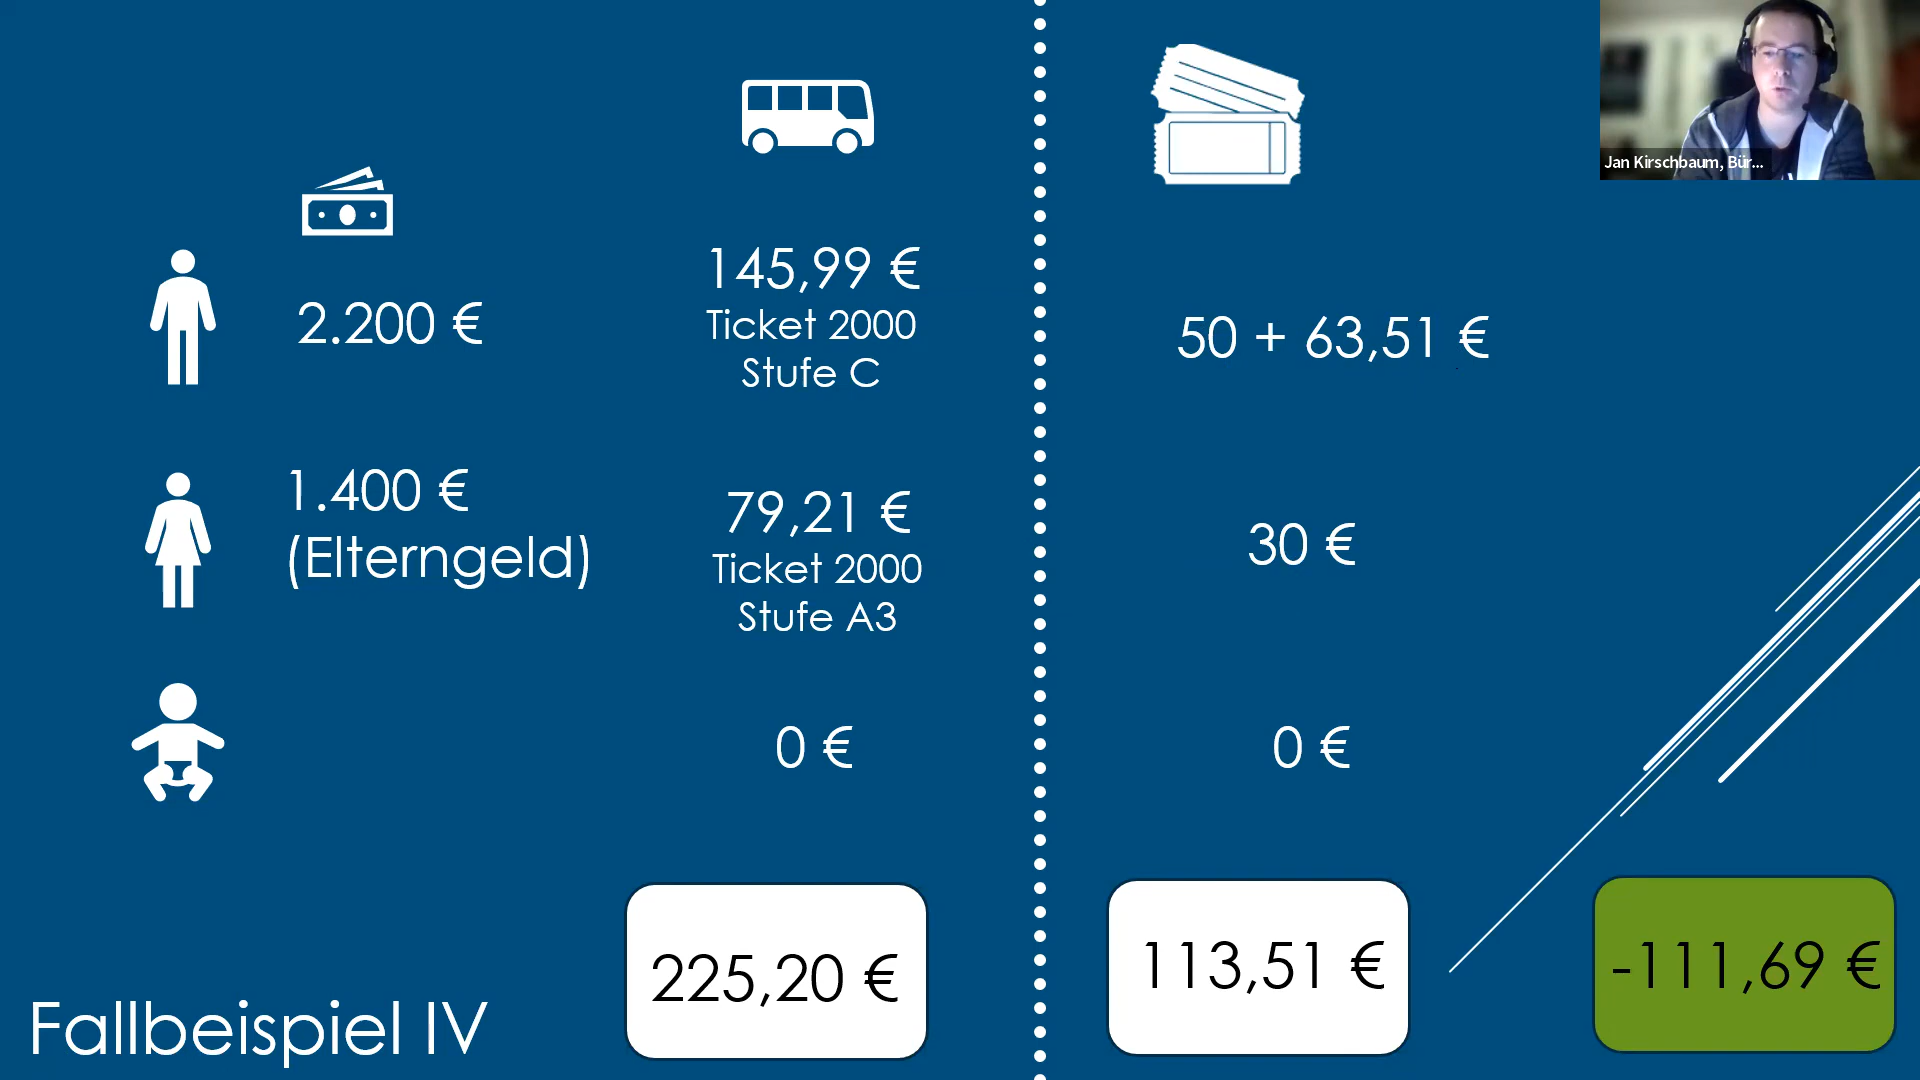 Jan Kirschbaum, Bür...
2.200 €
145,99 €
Ticket 2000
Stufe C
50 + 63,51 €
1.400 €
(Elterngeld)
79,21 €
Ticket 2000
Stufe A3
30 €
0 €
0 €
225,20 €
113,51 €
-111,69 €
Fallbeispiel IV